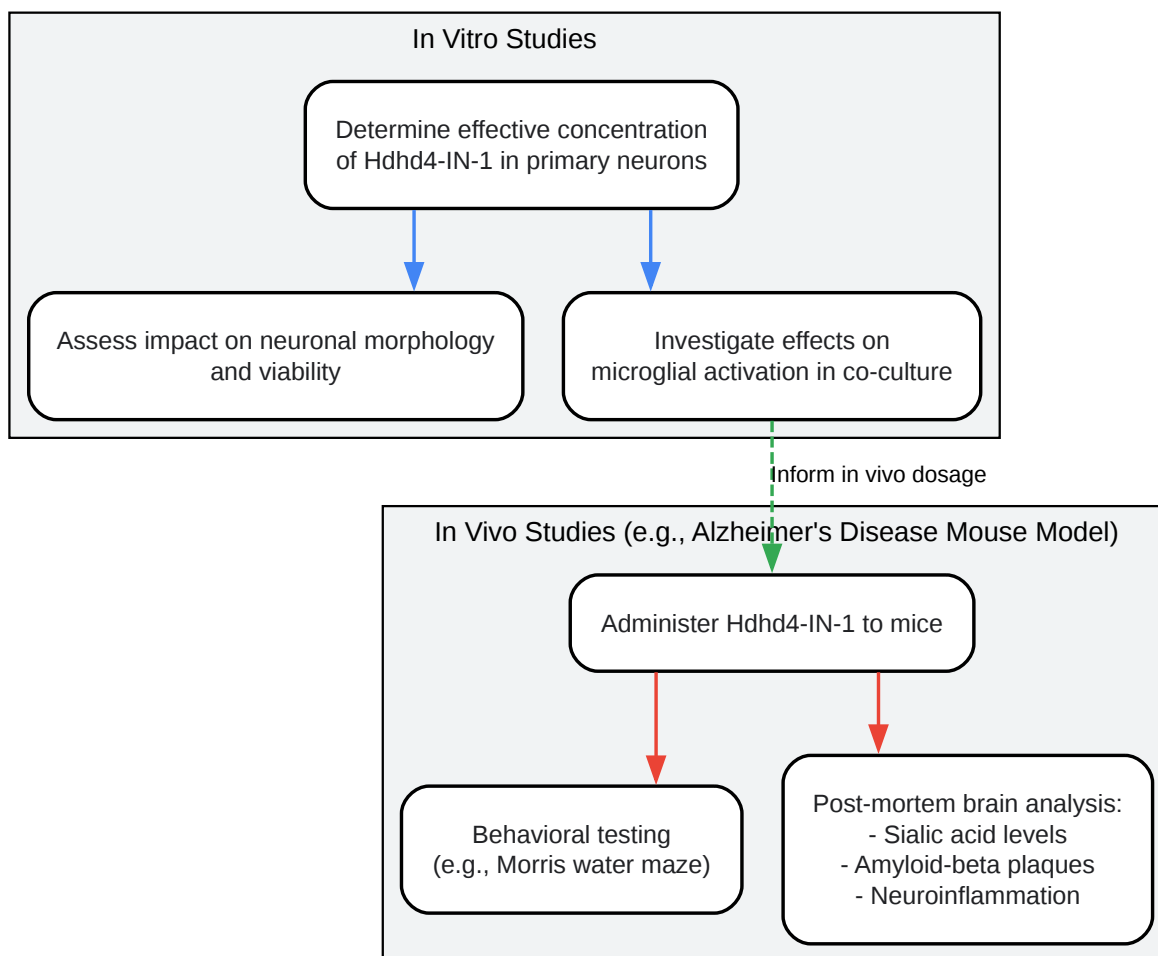 In Vitro Studies
Determine effective concentration
of Hdhd4-IN-1 in primary neurons
Assess impact on neuronal morphology
and viability
Investigate effects on
microglial activation in co-culture
Inform in vivo dosage
In Vivo Studies (e.g., Alzheimer's Disease Mouse Model)
Administer Hdhd4-IN-1 to mice
Behavioral testing
(e.g., Morris water maze)
Post-mortem brain analysis:
- Sialic acid levels
- Amyloid-beta plaques
- Neuroinflammation